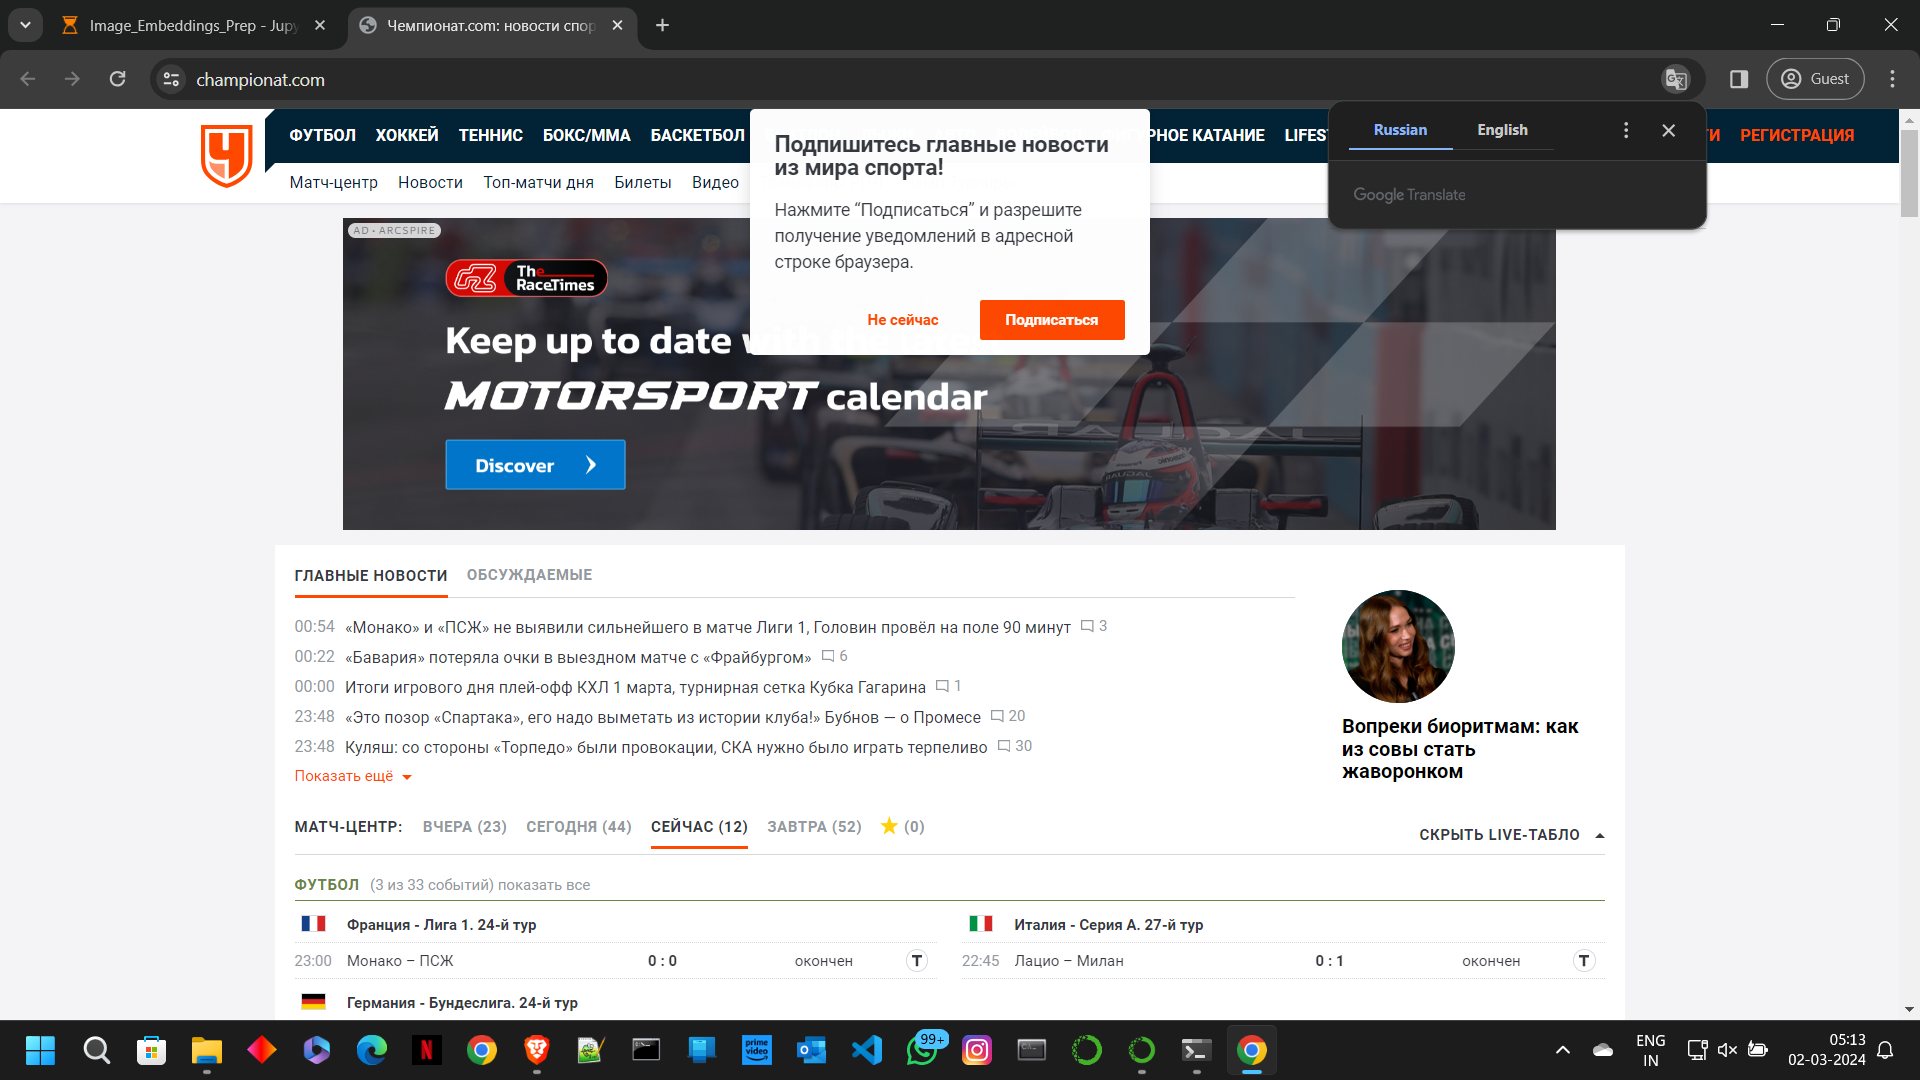 Image_Embeddings_Prep - Jupy
Чемпионат.com: новости спор
championat.com
Guest
ФУТБОЛ ХОККЕЙ ТЕННИС БОКС/ММА БАСКЕТБОЛ
РНОЕ КАТАНИЕ LIFES
РЕГИСТРАЦИЯ
Матч-центр Новости Топ-матчи дня Билеты Видео
Подпишитесь главные новости
из мира спорта!
Нажмите “Подписаться” и разрешите
получение уведомлений в адресной
строке браузера.
Не сейчас Подписаться
Russian English
Google Translate
AD • ARCSPIRE
The
RaceTimes
Keep up to date with the latest
MOTORSPORT calendar
Discover
ГЛАВНЫЕ НОВОСТИ ОБСУЖДАЕМЫЕ
00:54 «Монако» и «ПСЖ» не выявили сильнейшего в матче Лиги 1, Головин провёл на поле 90 минут 3
00:22 «Бавария» потеряла очки в выездном матче с «Фрайбургом» 6
00:00 Итоги игрового дня плей-офф КХЛ 1 марта, турнирная сетка Кубка Гагарина 1
23:48 «Это позор «Спартака», его надо выметать из истории клуба!» Бубнов — о Промесе 20
23:48 Куляш: со стороны «Торпедо» были провокации, СКА нужно было играть терпеливо 30
Показать ещё
Вопреки биоритмам: как
из совы стать
жаворонком
МАТЧ-ЦЕНТР: ВЧЕРА (23) СЕГОДНЯ (44) СЕЙЧАС (12) ЗАВТРА (52) (0)
СКРЫТЬ LIVE-ТАБЛО
ФУТБОЛ (3 из 33 событий) показать все
Франция - Лига 1. 24-й тур
23:00 Монако – ПСЖ 0 : 0 окончен T
Италия - Серия А. 27-й тур
22:45 Лацио – Милан 0 : 1 окончен T
Германия - Бундеслига. 24-й тур
prime
video
99+
ENG
IN
05:13
02-03-2024